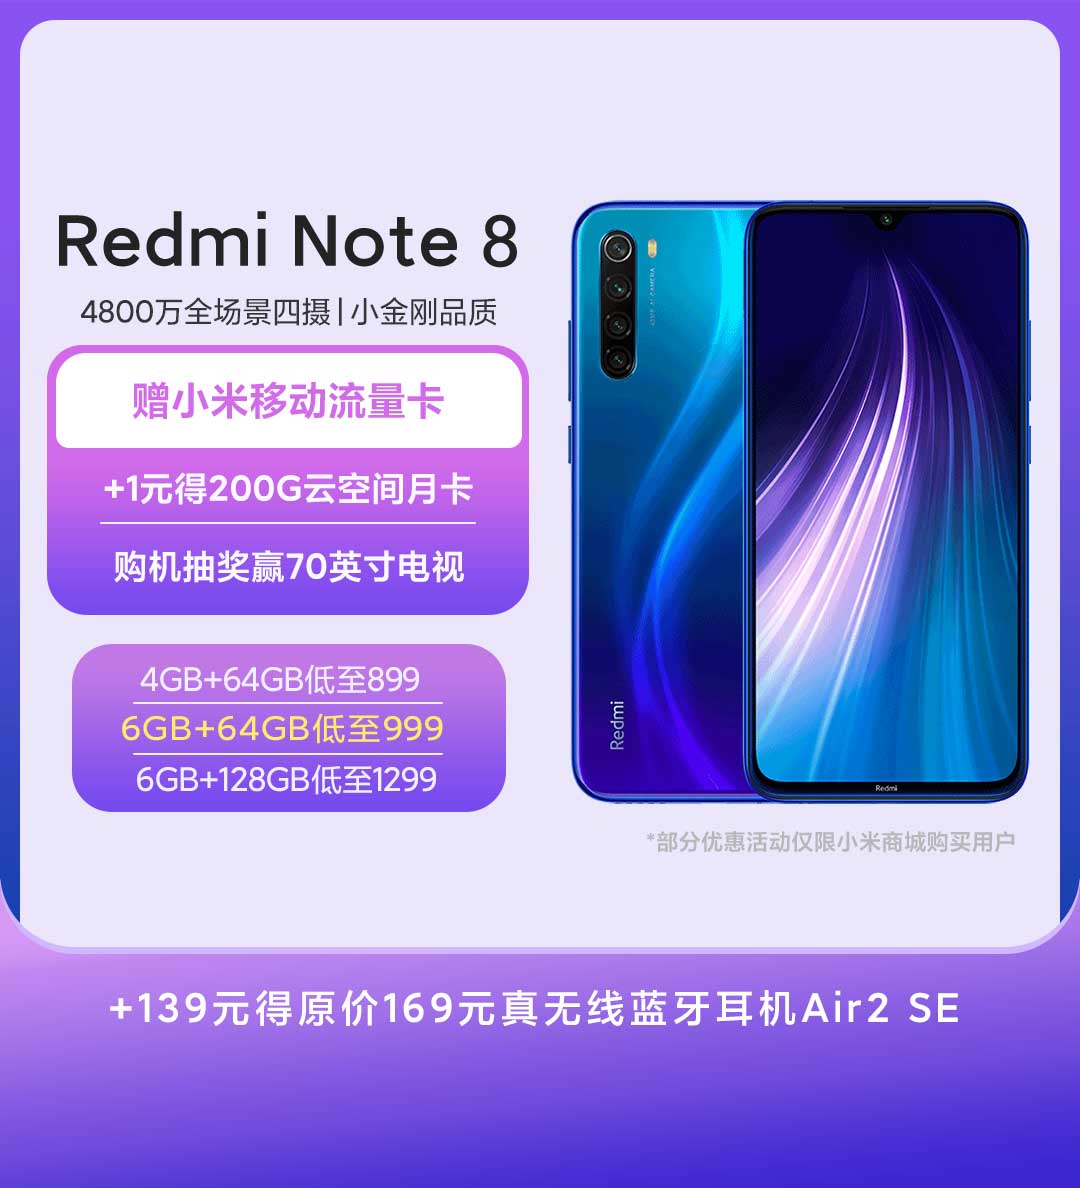 Redmi Note 8
4800万全场景四摄|小金刚品质
赠小米移动流量卡
+1元得200G云空间月卡
购机抽奖赢70英寸电视
4GB+64GB低至899
6GB+64GB低至999
6GB+128GB低至1299
48MP AI CAMERA
Redmi
Redmi
*部分优惠活动仅限小米商城购买用户
+139元得原价169元真无线蓝牙耳机Air2 SE